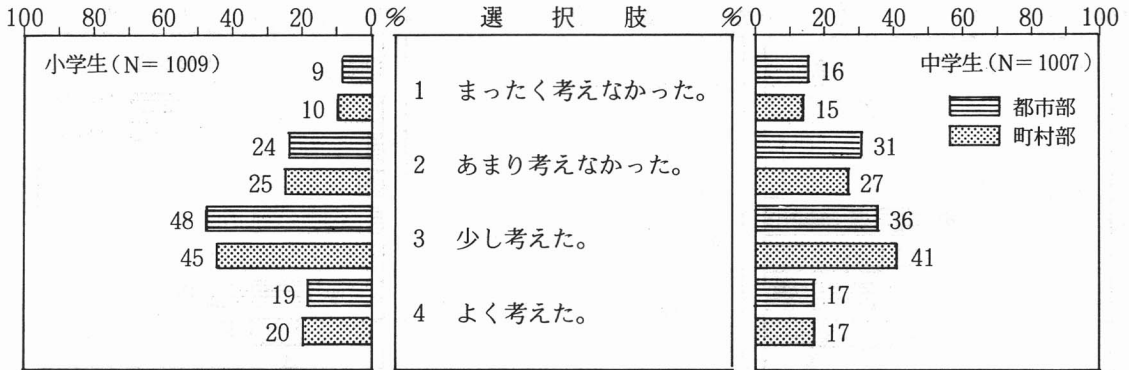 100 80 60 40 20 0 % 選択肢 % 0 20 40 60 80 100
小学生(N=1009)
中学生(N=1007)
都市部
町村部
9 1 まったく考えなかった。 16
10 15
24 2 あまり考えなかった。 31
25 27
48 3 少し考えた。 36
45 41
19 4 よく考えた。 17
20 17